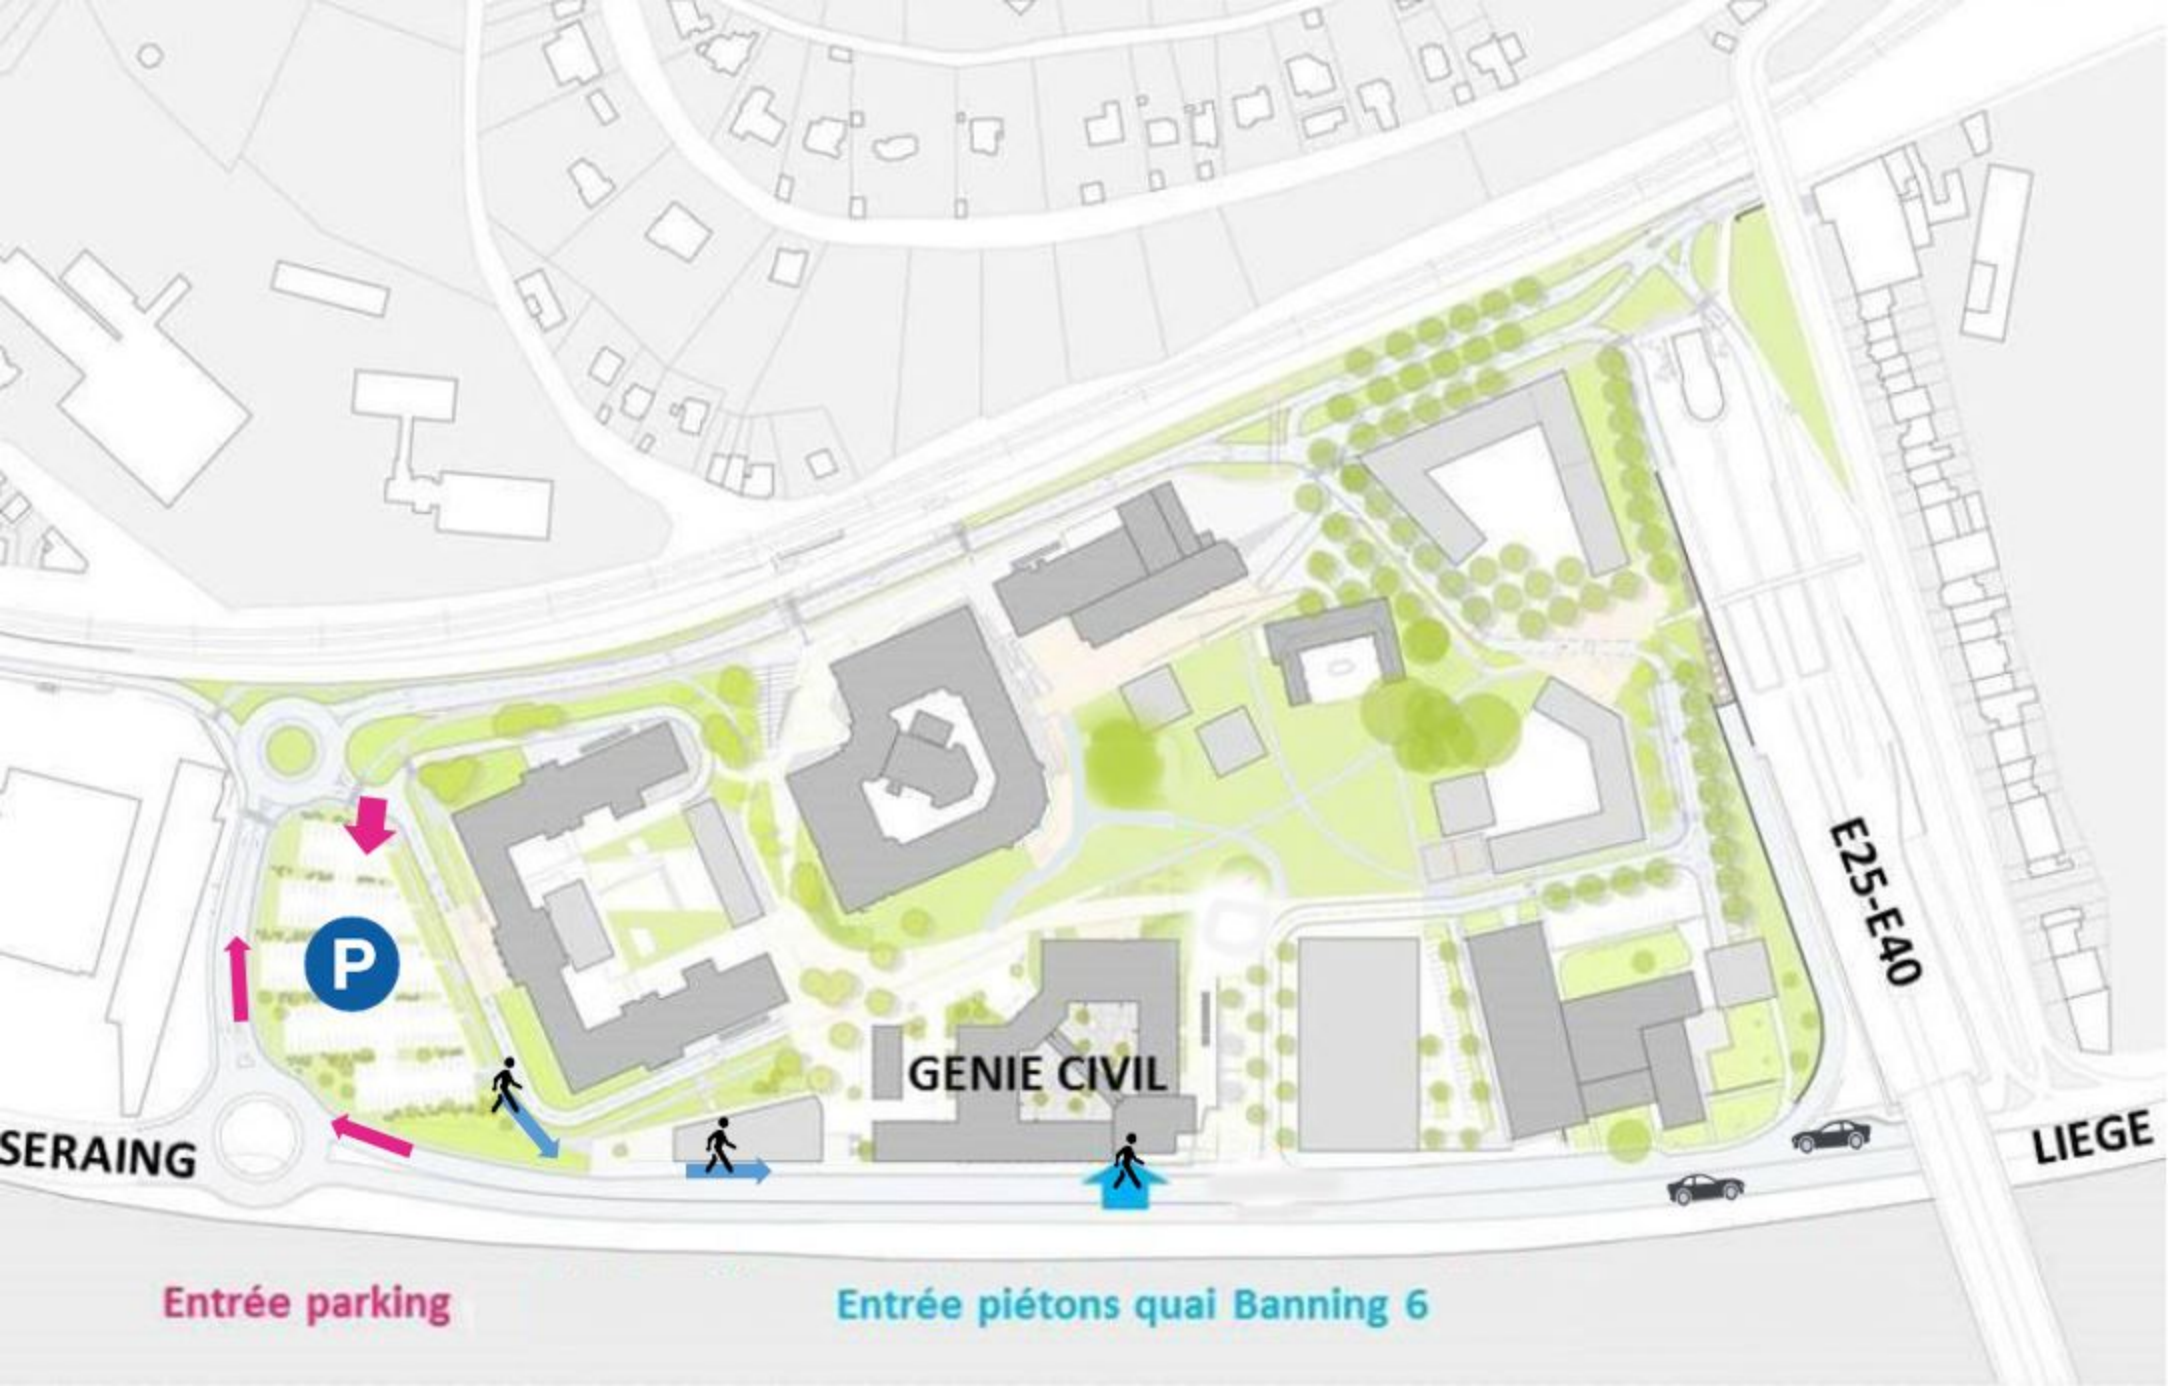 P
E25-E40
GENIE CIVIL
SERAING
LIEGE
Entrée parking
Entrée piétons quai Banning 6